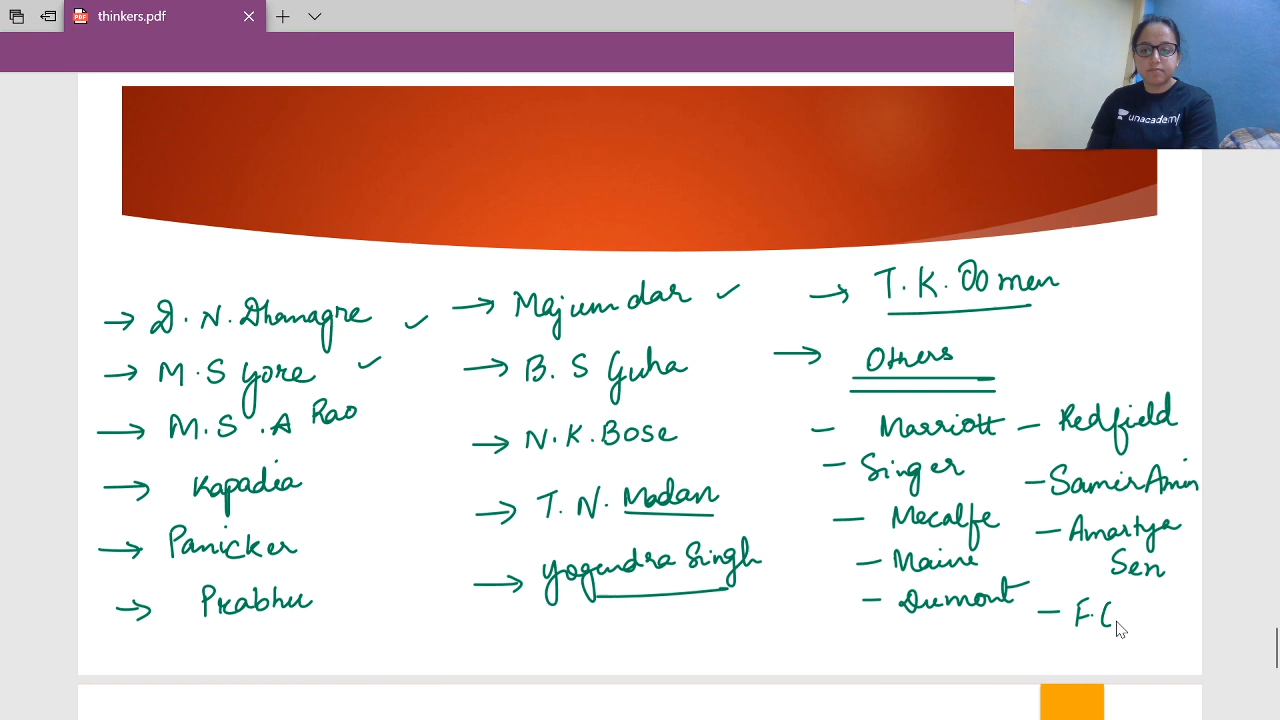 thinkers.pdf
unacademy
→ D. N. Dhanagre ✓
→ M. S yore ✓
→ M. S . A Rao
→ Kapadia
→ Panicker
→ Prabhu
→ Majumdar ✓
→ B. S Guha
→ N. K. Bose
→ T. N. Madan
→ Yogendra Singh
→ T. K. Oomen
→ Others
- Marriott
- Singer
- Mecalfe
- Maine
- Dumont
- Redfield
- Samir Amin
- Amartya
Sen
- F. (